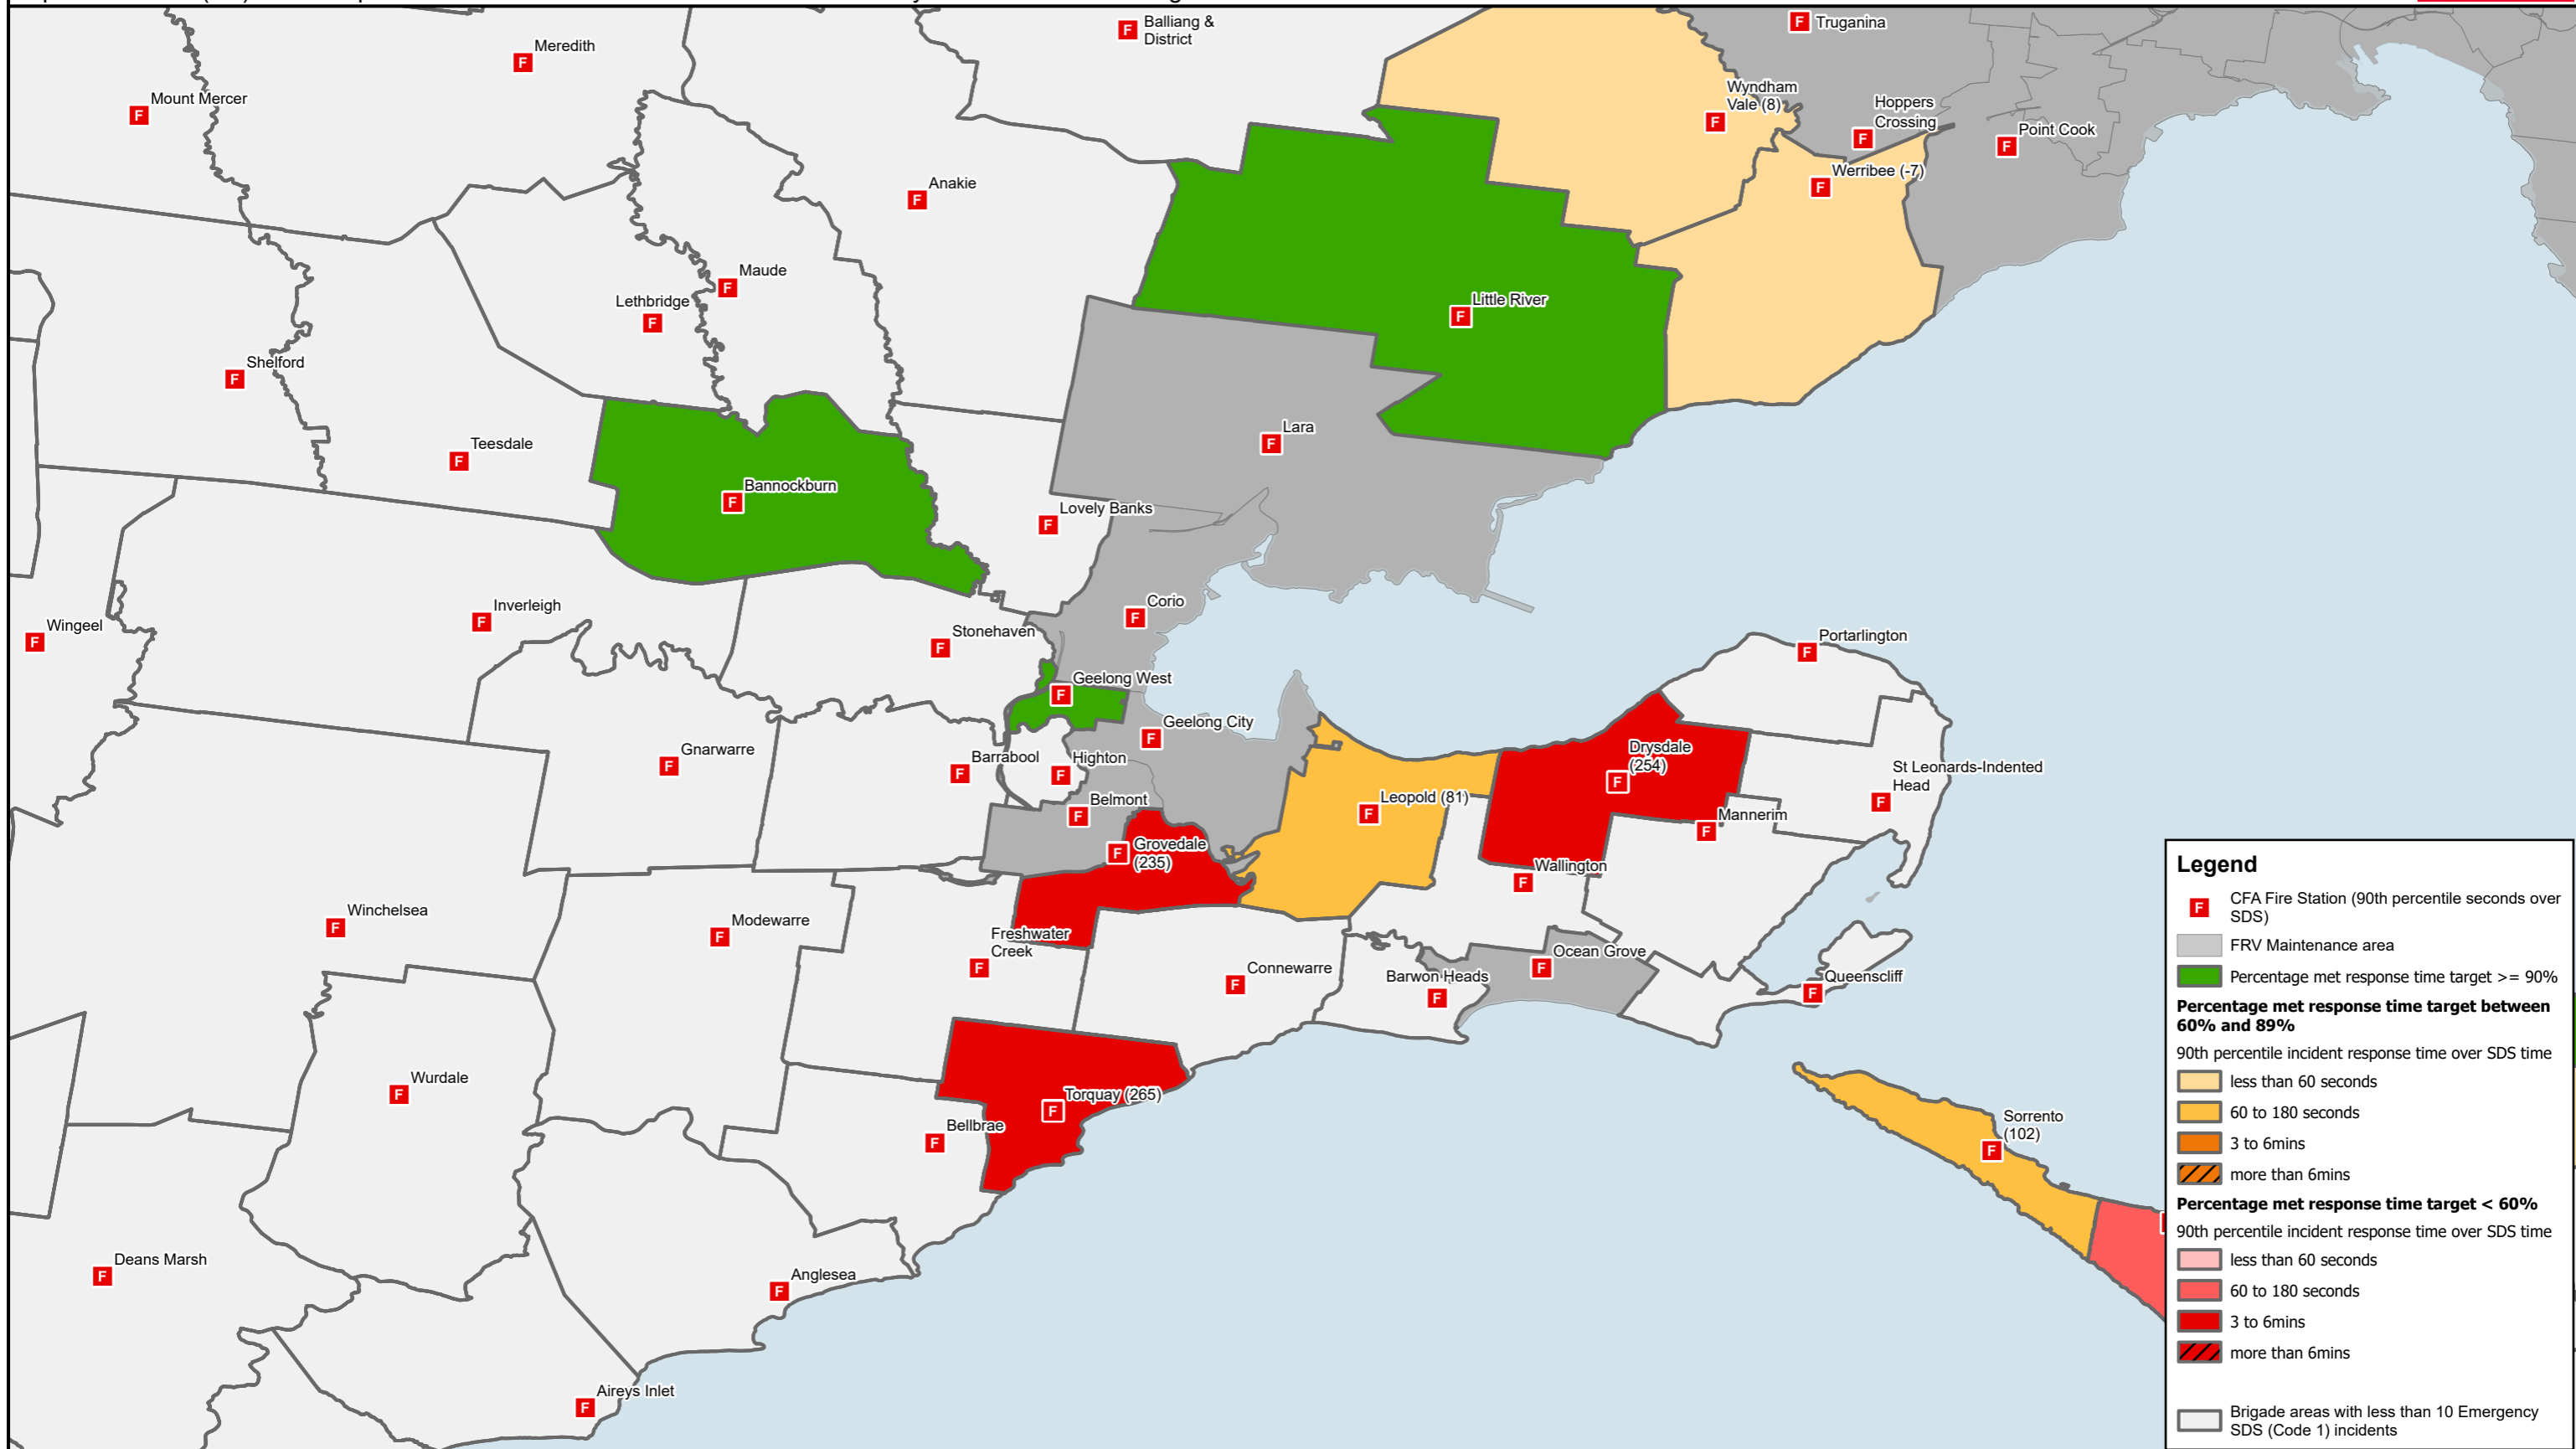 Balliang &
District
Truganina
Meredith
Mount Mercer
Wyndham
Vale (8)
Hoppers
Crossing
Point Cook
Werribee (-7)
Anakie
Maude
Lethbridge
Little River
Shelford
Lara
Teesdale
Bannockburn
Lovely Banks
Corio
Inverleigh
Wingeel
Stonehaven
Portarlington
Geelong West
Geelong City
Gnarwarre
Barrabool
Highton
Drysdale
(254)
St Leonards-Indented
Head
Belmont
Leopold (81)
Mannerim
Grovedale
(235)
Wallington
Winchelsea
Modewarre
Freshwater
Creek
Connewarre
Barwon Heads
Ocean Grove
Queenscliff
Wurdale
Torquay (265)
Bellbrae
Sorrento
(102)
Deans Marsh
Anglesea
Aireys Inlet
Legend
F CFA Fire Station (90th percentile seconds over
SDS)
FRV Maintenance area
Percentage met response time target >= 90%
Percentage met response time target between
60% and 89%
90th percentile incident response time over SDS time
less than 60 seconds
60 to 180 seconds
3 to 6mins
more than 6mins
Percentage met response time target < 60%
90th percentile incident response time over SDS time
less than 60 seconds
60 to 180 seconds
3 to 6mins
more than 6mins
Brigade areas with less than 10 Emergency
SDS (Code 1) incidents